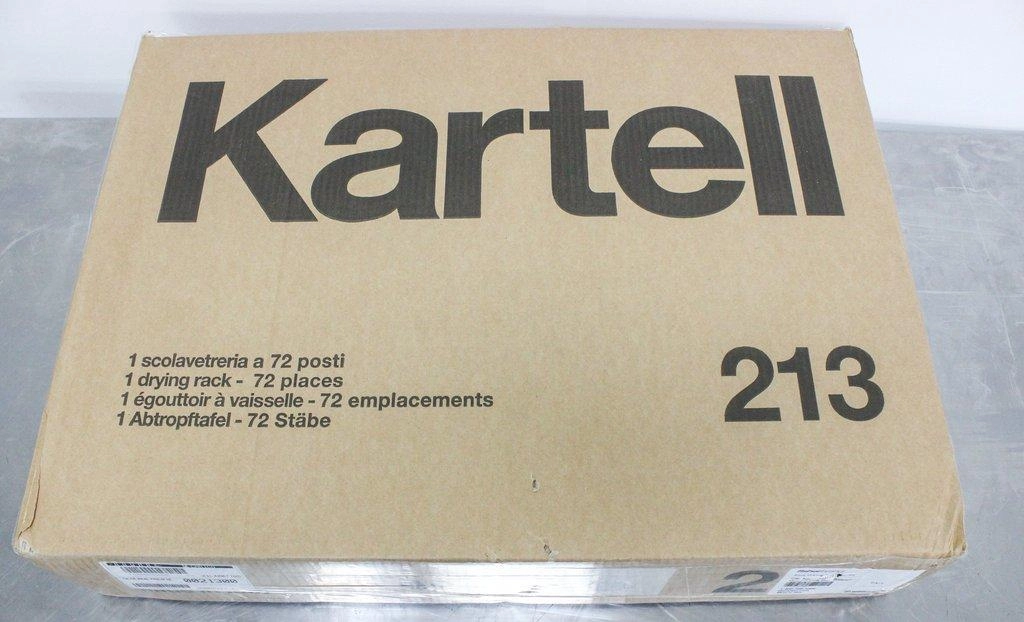 Kartell
1 scolavetreria a 72 posti
1 drying rack - 72 places
1 égouttoir à vaisselle - 72 emplacements
1 Abtropftafel - 72 Stäbe
213
0021300
2